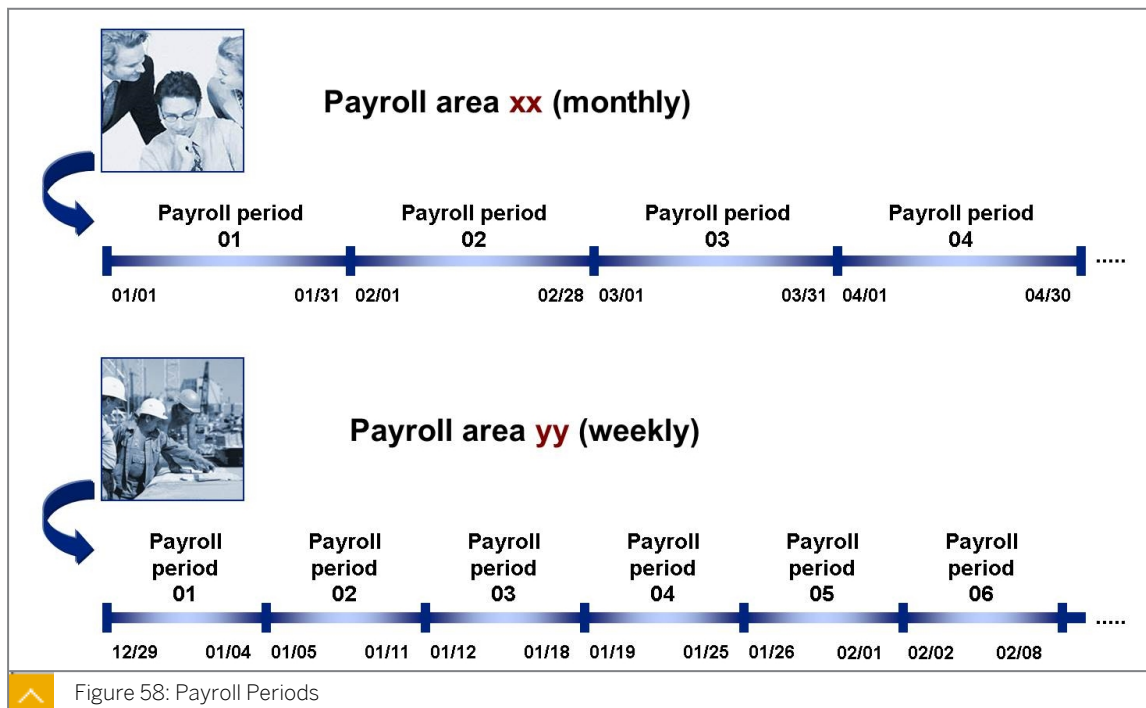 Payroll area xx (monthly)
Payroll period Payroll period Payroll period Payroll period
01 02 03 04
.....
01/01 01/31 02/01 02/28 03/01 03/31 04/01 04/30
Payroll area yy (weekly)
Payroll Payroll Payroll Payroll Payroll Payroll
period period period period period period
01 02 03 04 05 06
.....
12/29 01/04 01/05 01/11 01/12 01/18 01/19 01/25 01/26 02/01 02/02 02/08
Figure 58: Payroll Periods